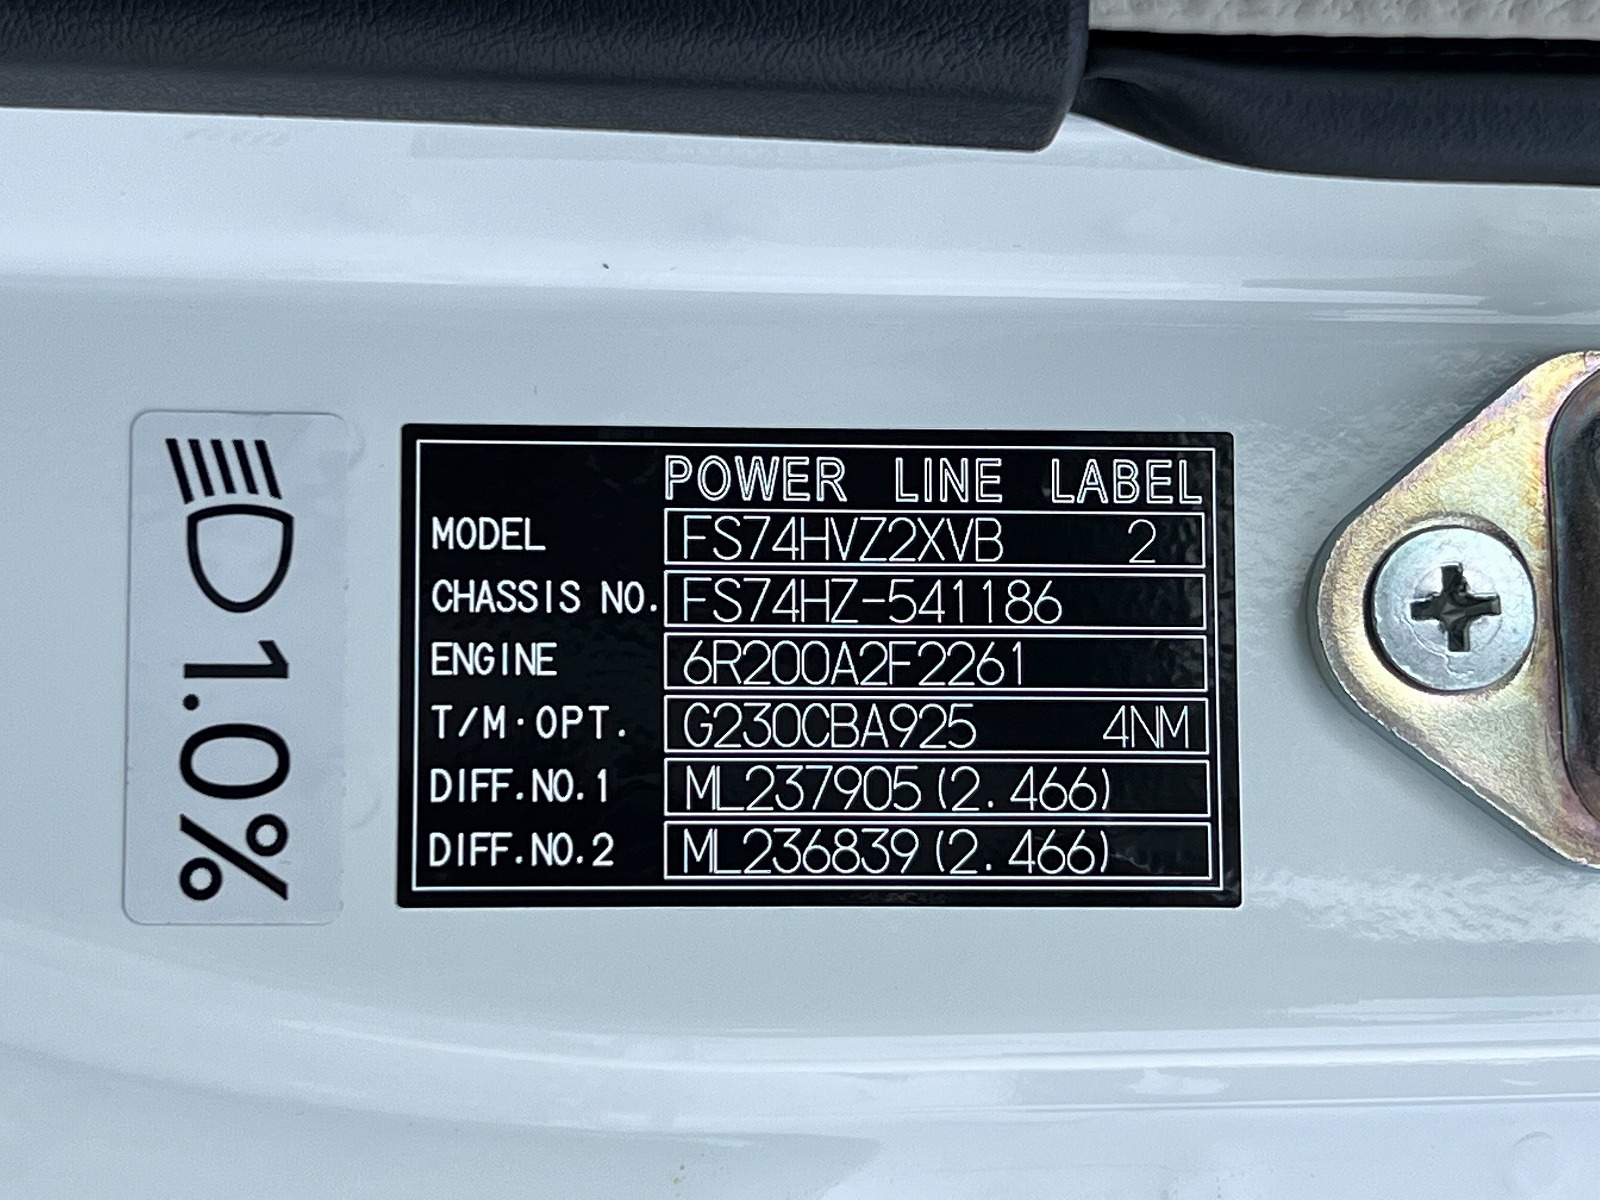 POWER LINE LABEL
MODEL FS74HVZ2XVB 2
CHASSIS NO. FS74HZ-541186
ENGINE 6R200A2F2261
T/M·OPT. G230CBA925 4NM
DIFF.NO.1 ML237905(2.466)
DIFF.NO.2 ML236839(2.466)
1.0%